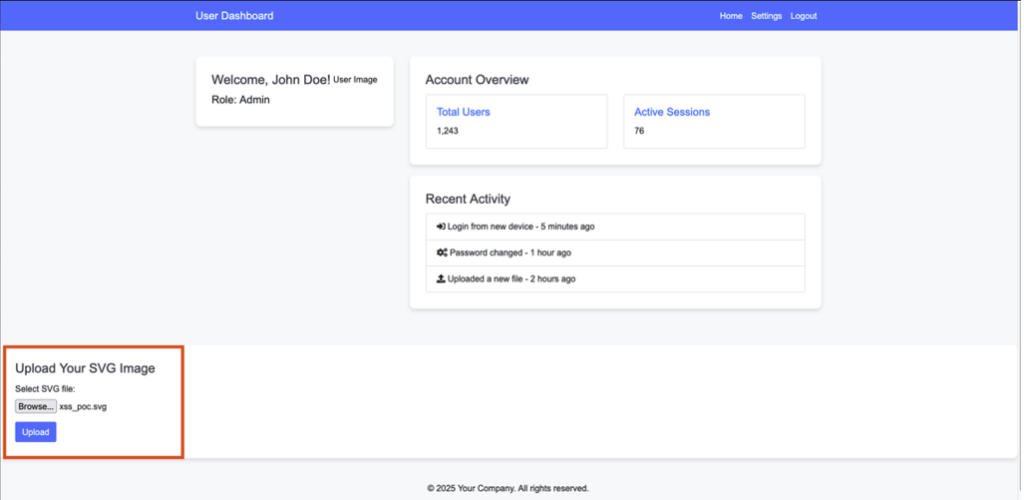 User Dashboard
Home Settings Logout
Welcome, John Doe! User Image
Role: Admin
Account Overview
Total Users
1,243
Active Sessions
76
Recent Activity
Login from new device - 5 minutes ago
Password changed - 1 hour ago
Uploaded a new file - 2 hours ago
Upload Your SVG Image
Select SVG file:
Browse... xss_poc.svg
Upload
© 2025 Your Company. All rights reserved.